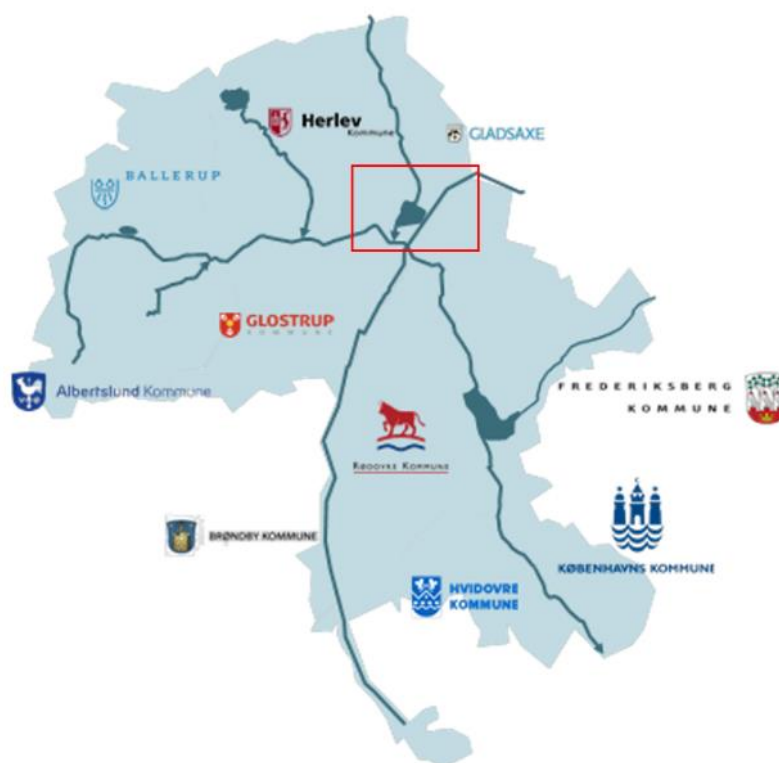 Herlev
Kommune
GLADSAXE
BALLERUP
GLOSTRUP
KOMMUNE
Albertslund Kommune
FREDERIKSBERG
KOMMUNE
RØDOVRE KOMMUNE
BRØNDBY KOMMUNE
KØBENHAVNS KOMMUNE
HVIDOVRE
KOMMUNE